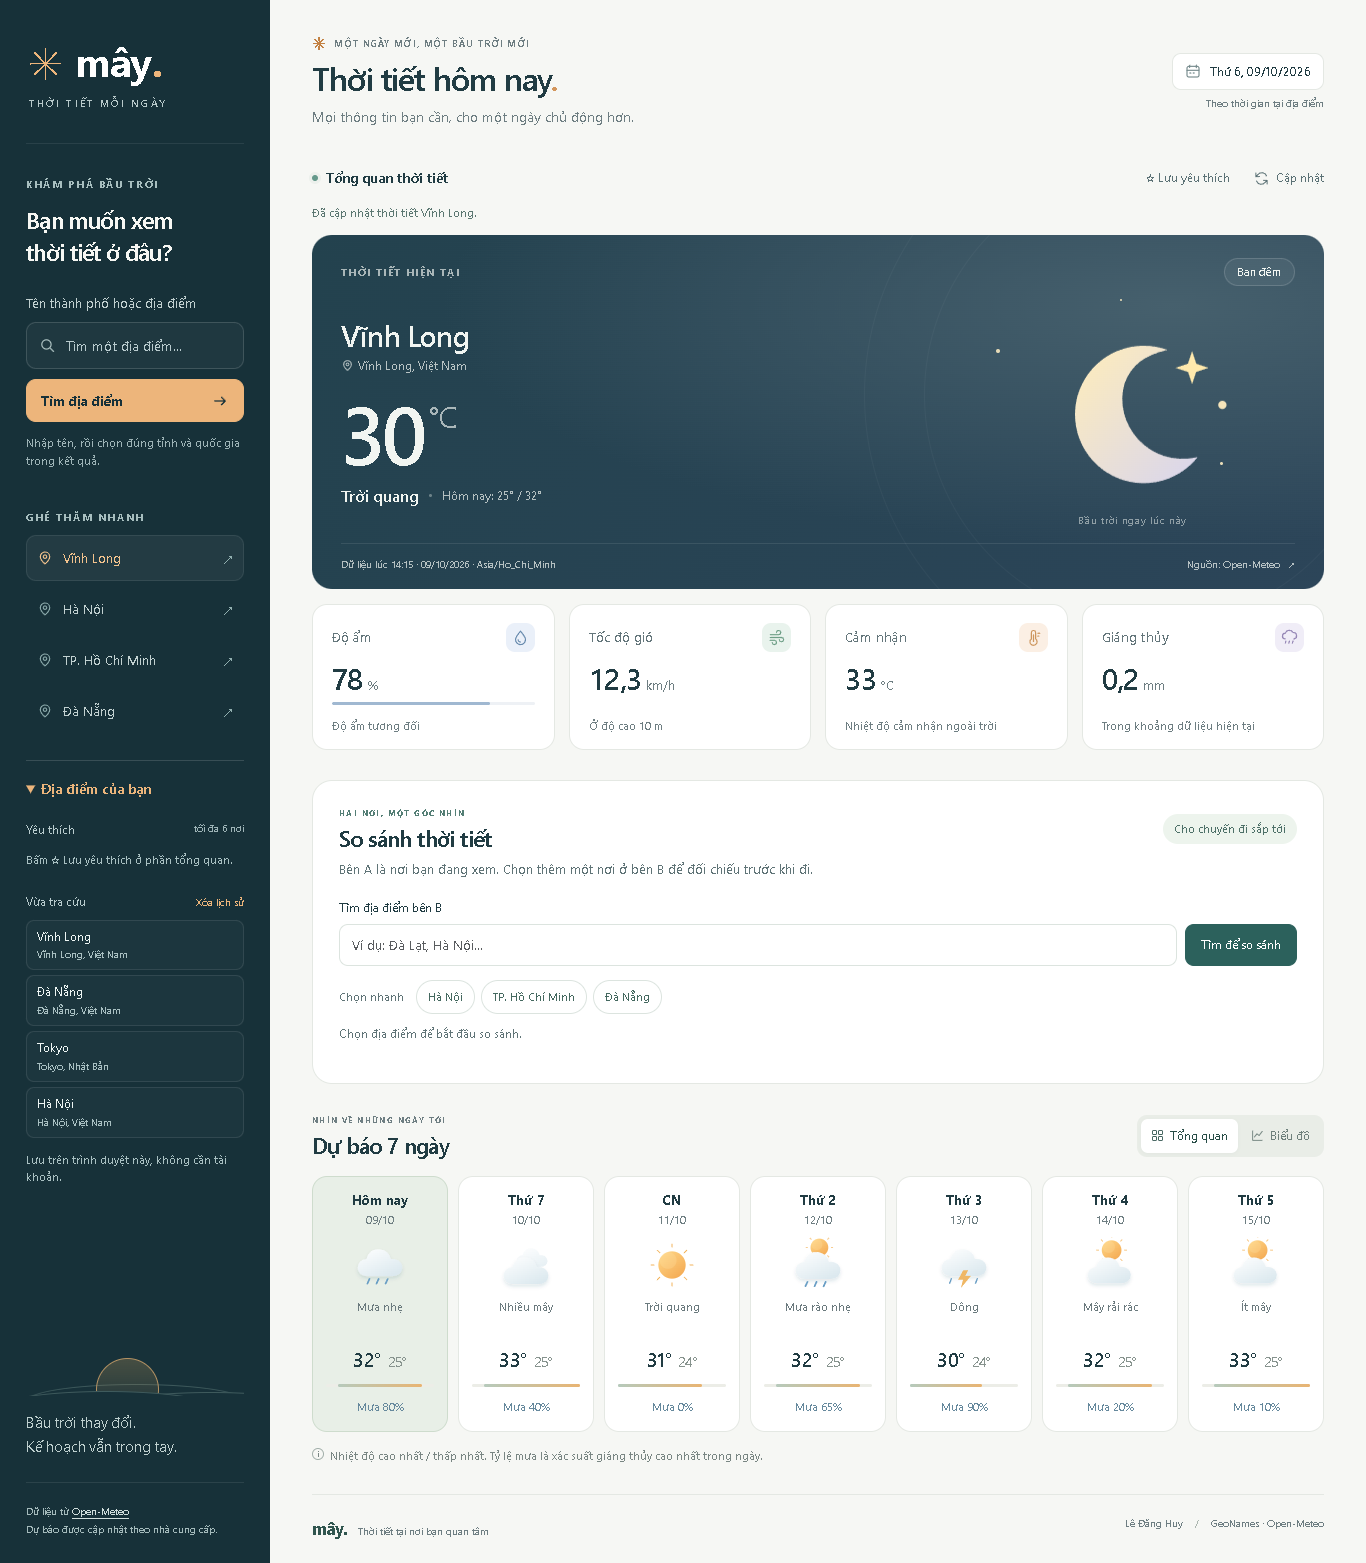 mây.
THỜI TIẾT MỖI NGÀY
KHÁM PHÁ BẦU TRỜI
Bạn muốn xem
thời tiết ở đâu?
Tên thành phố hoặc địa điểm
Tìm một địa điểm...
Tìm địa điểm →
Nhập tên, rồi chọn đúng tỉnh và quốc gia
trong kết quả.
GHÉ THĂM NHANH
Vĩnh Long ↗
Hà Nội ↗
TP. Hồ Chí Minh ↗
Đà Nẵng ↗
▼ Địa điểm của bạn
Yêu thích tối đa 6 nơi
Bấm ☆ Lưu yêu thích ở phần tổng quan.
Vừa tra cứu Xóa lịch sử
Vĩnh Long
Vĩnh Long, Việt Nam
Đà Nẵng
Đà Nẵng, Việt Nam
Tokyo
Tokyo, Nhật Bản
Hà Nội
Hà Nội, Việt Nam
Lưu trên trình duyệt này, không cần tài
khoản.
Bầu trời thay đổi.
Kế hoạch vẫn trong tay.
Dữ liệu từ Open-Meteo
Dự báo được cập nhật theo nhà cung cấp.
MỘT NGÀY MỚI, MỘT BẦU TRỜI MỚI
Thời tiết hôm nay.
Mọi thông tin bạn cần, cho một ngày chủ động hơn.
Thứ 6, 09/10/2026
Theo thời gian tại địa điểm
Tổng quan thời tiết
☆ Lưu yêu thích Cập nhật
Đã cập nhật thời tiết Vĩnh Long.
THỜI TIẾT HIỆN TẠI
Ban đêm
Vĩnh Long
Vĩnh Long, Việt Nam
30°C
Trời quang • Hôm nay: 25° / 32°
Bầu trời ngay lúc này
Dữ liệu lúc 14:15 · 09/10/2026 · Asia/Ho_Chi_Minh
Nguồn: Open-Meteo ↗
Độ ẩm
78 %
Độ ẩm tương đối
Tốc độ gió
12,3 km/h
Ở độ cao 10 m
Cảm nhận
33 °C
Nhiệt độ cảm nhận ngoài trời
Giáng thủy
0,2 mm
Trong khoảng dữ liệu hiện tại
HAI NƠI, MỘT GÓC NHÌN
So sánh thời tiết
Cho chuyến đi sắp tới
Bên A là nơi bạn đang xem. Chọn thêm một nơi ở bên B để đối chiếu trước khi đi.
Tìm địa điểm bên B
Ví dụ: Đà Lạt, Hà Nội...
Tìm để so sánh
Chọn nhanh Hà Nội TP. Hồ Chí Minh Đà Nẵng
Chọn địa điểm để bắt đầu so sánh.
NHÌN VỀ NHỮNG NGÀY TỚI
Dự báo 7 ngày
Tổng quan Biểu đồ
Hôm nay
09/10
Mưa nhẹ
32° 25°
Mưa 80%
Thứ 7
10/10
Nhiều mây
33° 25°
Mưa 40%
CN
11/10
Trời quang
31° 24°
Mưa 0%
Thứ 2
12/10
Mưa rào nhẹ
32° 25°
Mưa 65%
Thứ 3
13/10
Dông
30° 24°
Mưa 90%
Thứ 4
14/10
Mây rải rác
32° 25°
Mưa 20%
Thứ 5
15/10
Ít mây
33° 25°
Mưa 10%
Nhiệt độ cao nhất / thấp nhất. Tỷ lệ mưa là xác suất giáng thủy cao nhất trong ngày.
mây. Thời tiết tại nơi bạn quan tâm
Lê Đăng Huy / GeoNames · Open-Meteo